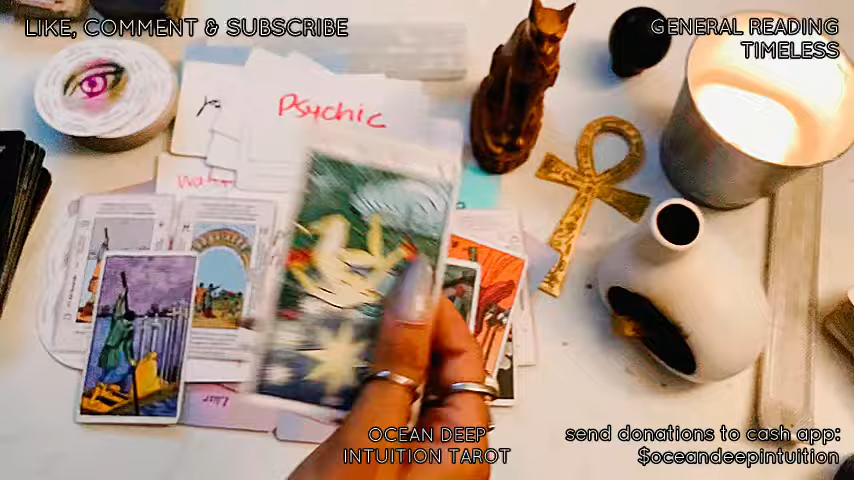 LIKE, COMMENT & SUBSCRIBE
GENERAL READING
TIMELESS
Psychic
OCEAN DEEP
INTUITION TAROT
send donations to cash app:
$oceandeepintuition